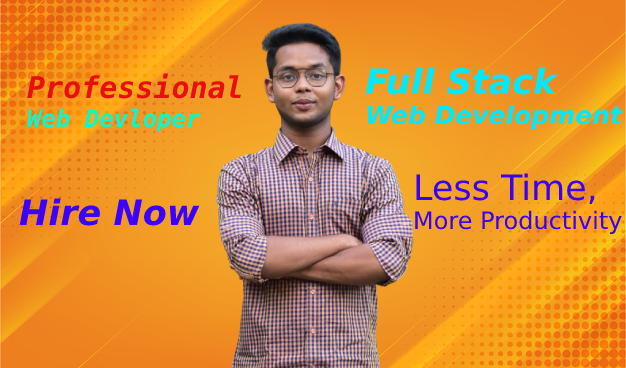 Professional
Web Devloper
Hire Now
Full Stack
Web Development
Less Time,
More Productivity